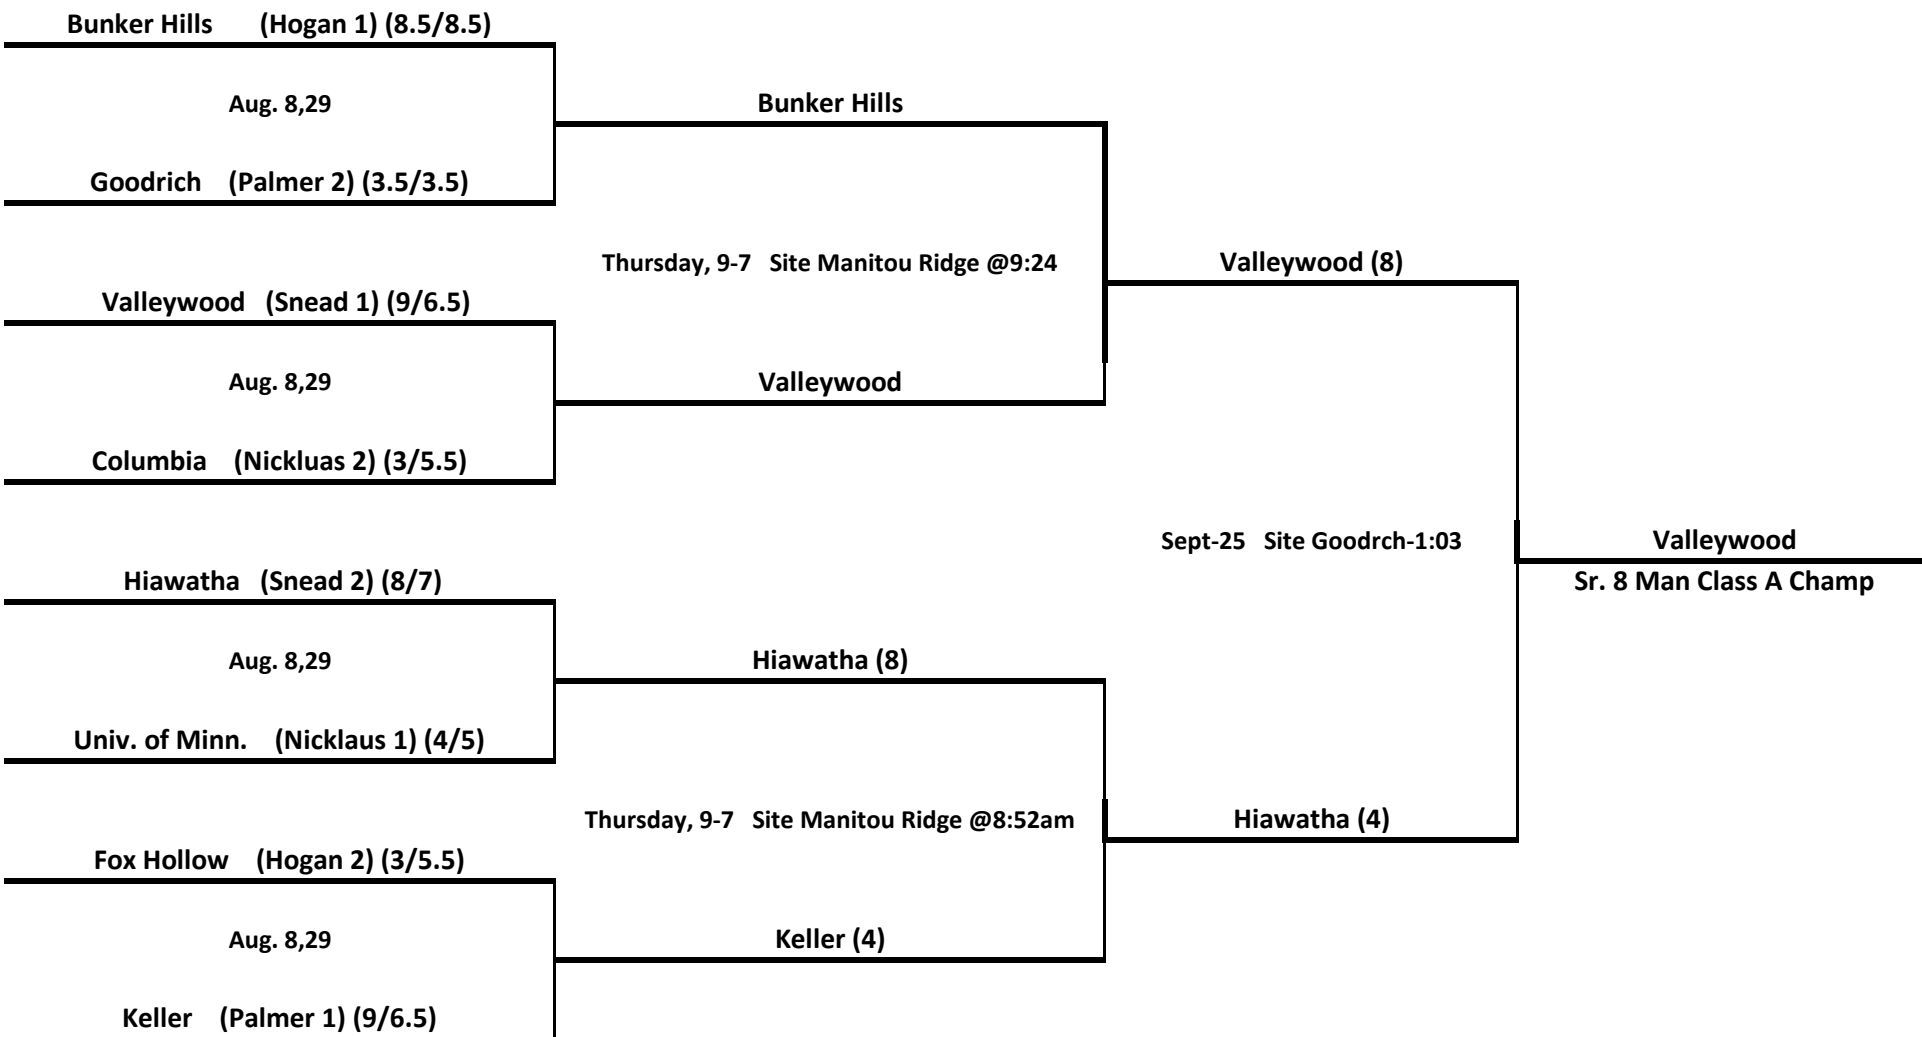 Bunker Hills (Hogan 1) (8.5/8.5)
Aug. 8,29
Bunker Hills
Goodrich (Palmer 2) (3.5/3.5)
Thursday, 9-7 Site Manitou Ridge @9:24
Valleywood (8)
Valleywood (Snead 1) (9/6.5)
Aug. 8,29
Valleywood
Columbia (Nickluas 2) (3/5.5)
Sept-25 Site Goodrch-1:03
Valleywood
Sr. 8 Man Class A Champ
Hiawatha (Snead 2) (8/7)
Aug. 8,29
Hiawatha (8)
Univ. of Minn. (Nicklaus 1) (4/5)
Thursday, 9-7 Site Manitou Ridge @8:52am
Hiawatha (4)
Fox Hollow (Hogan 2) (3/5.5)
Aug. 8,29
Keller (4)
Keller (Palmer 1) (9/6.5)